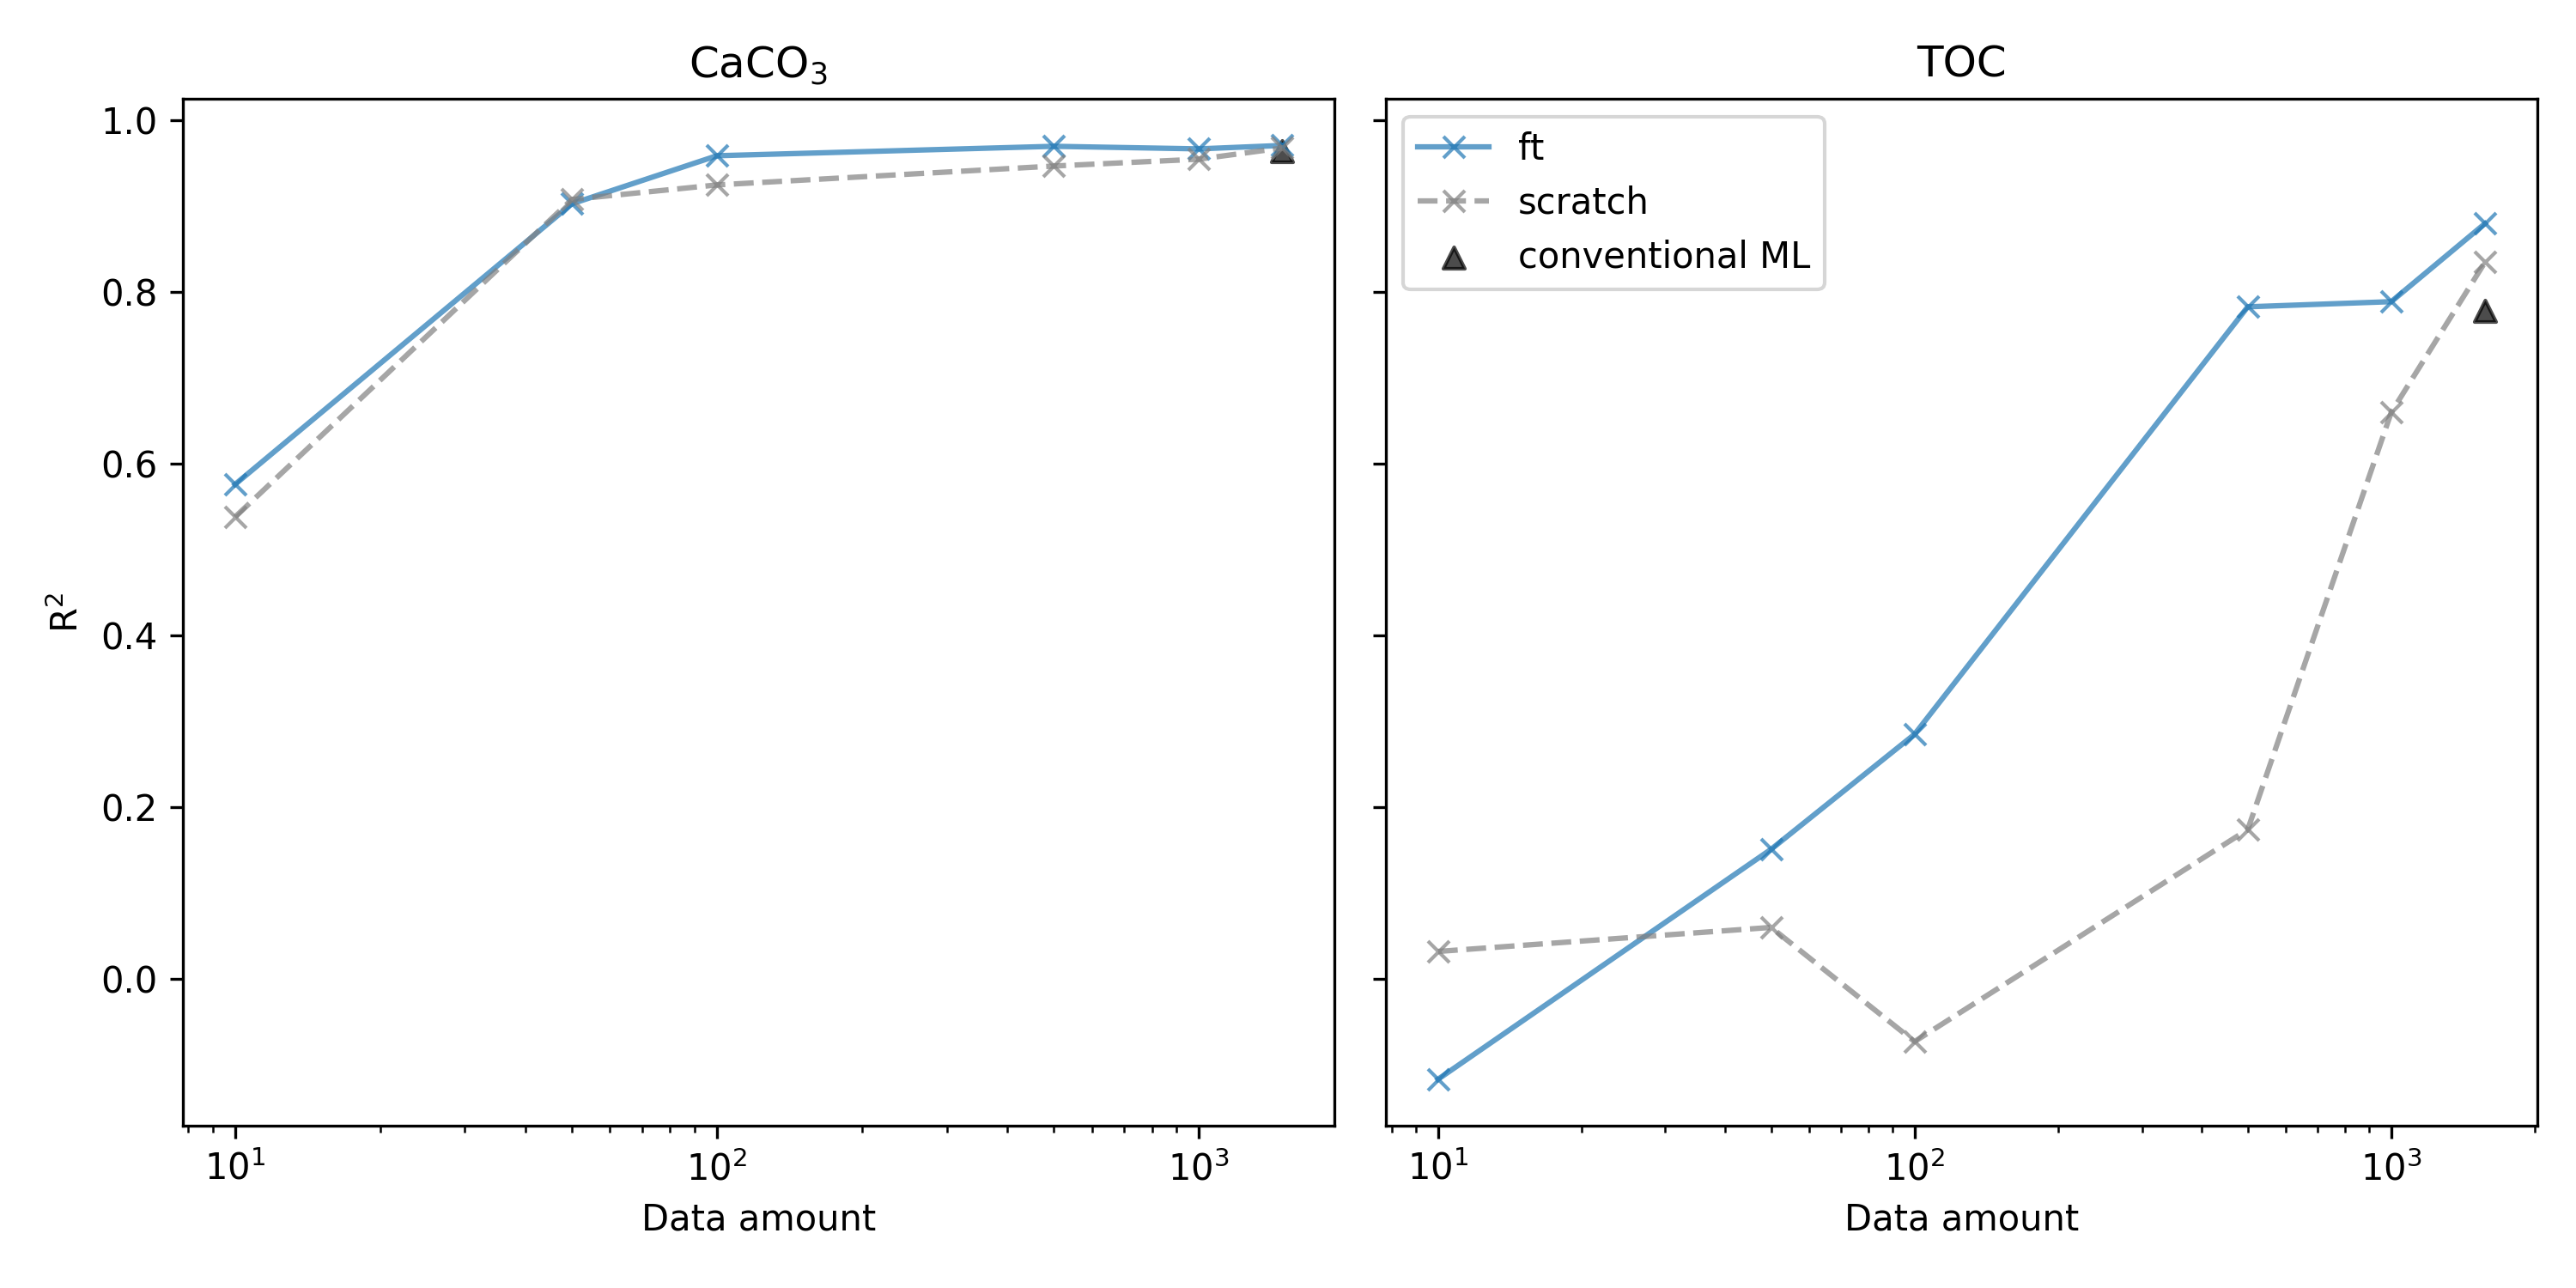 CaCO₃
TOC
1.0
0.8
0.6
0.4
0.2
0.0
R²
10¹
10²
10³
Data amount
ft
scratch
conventional ML
10¹
10²
10³
Data amount